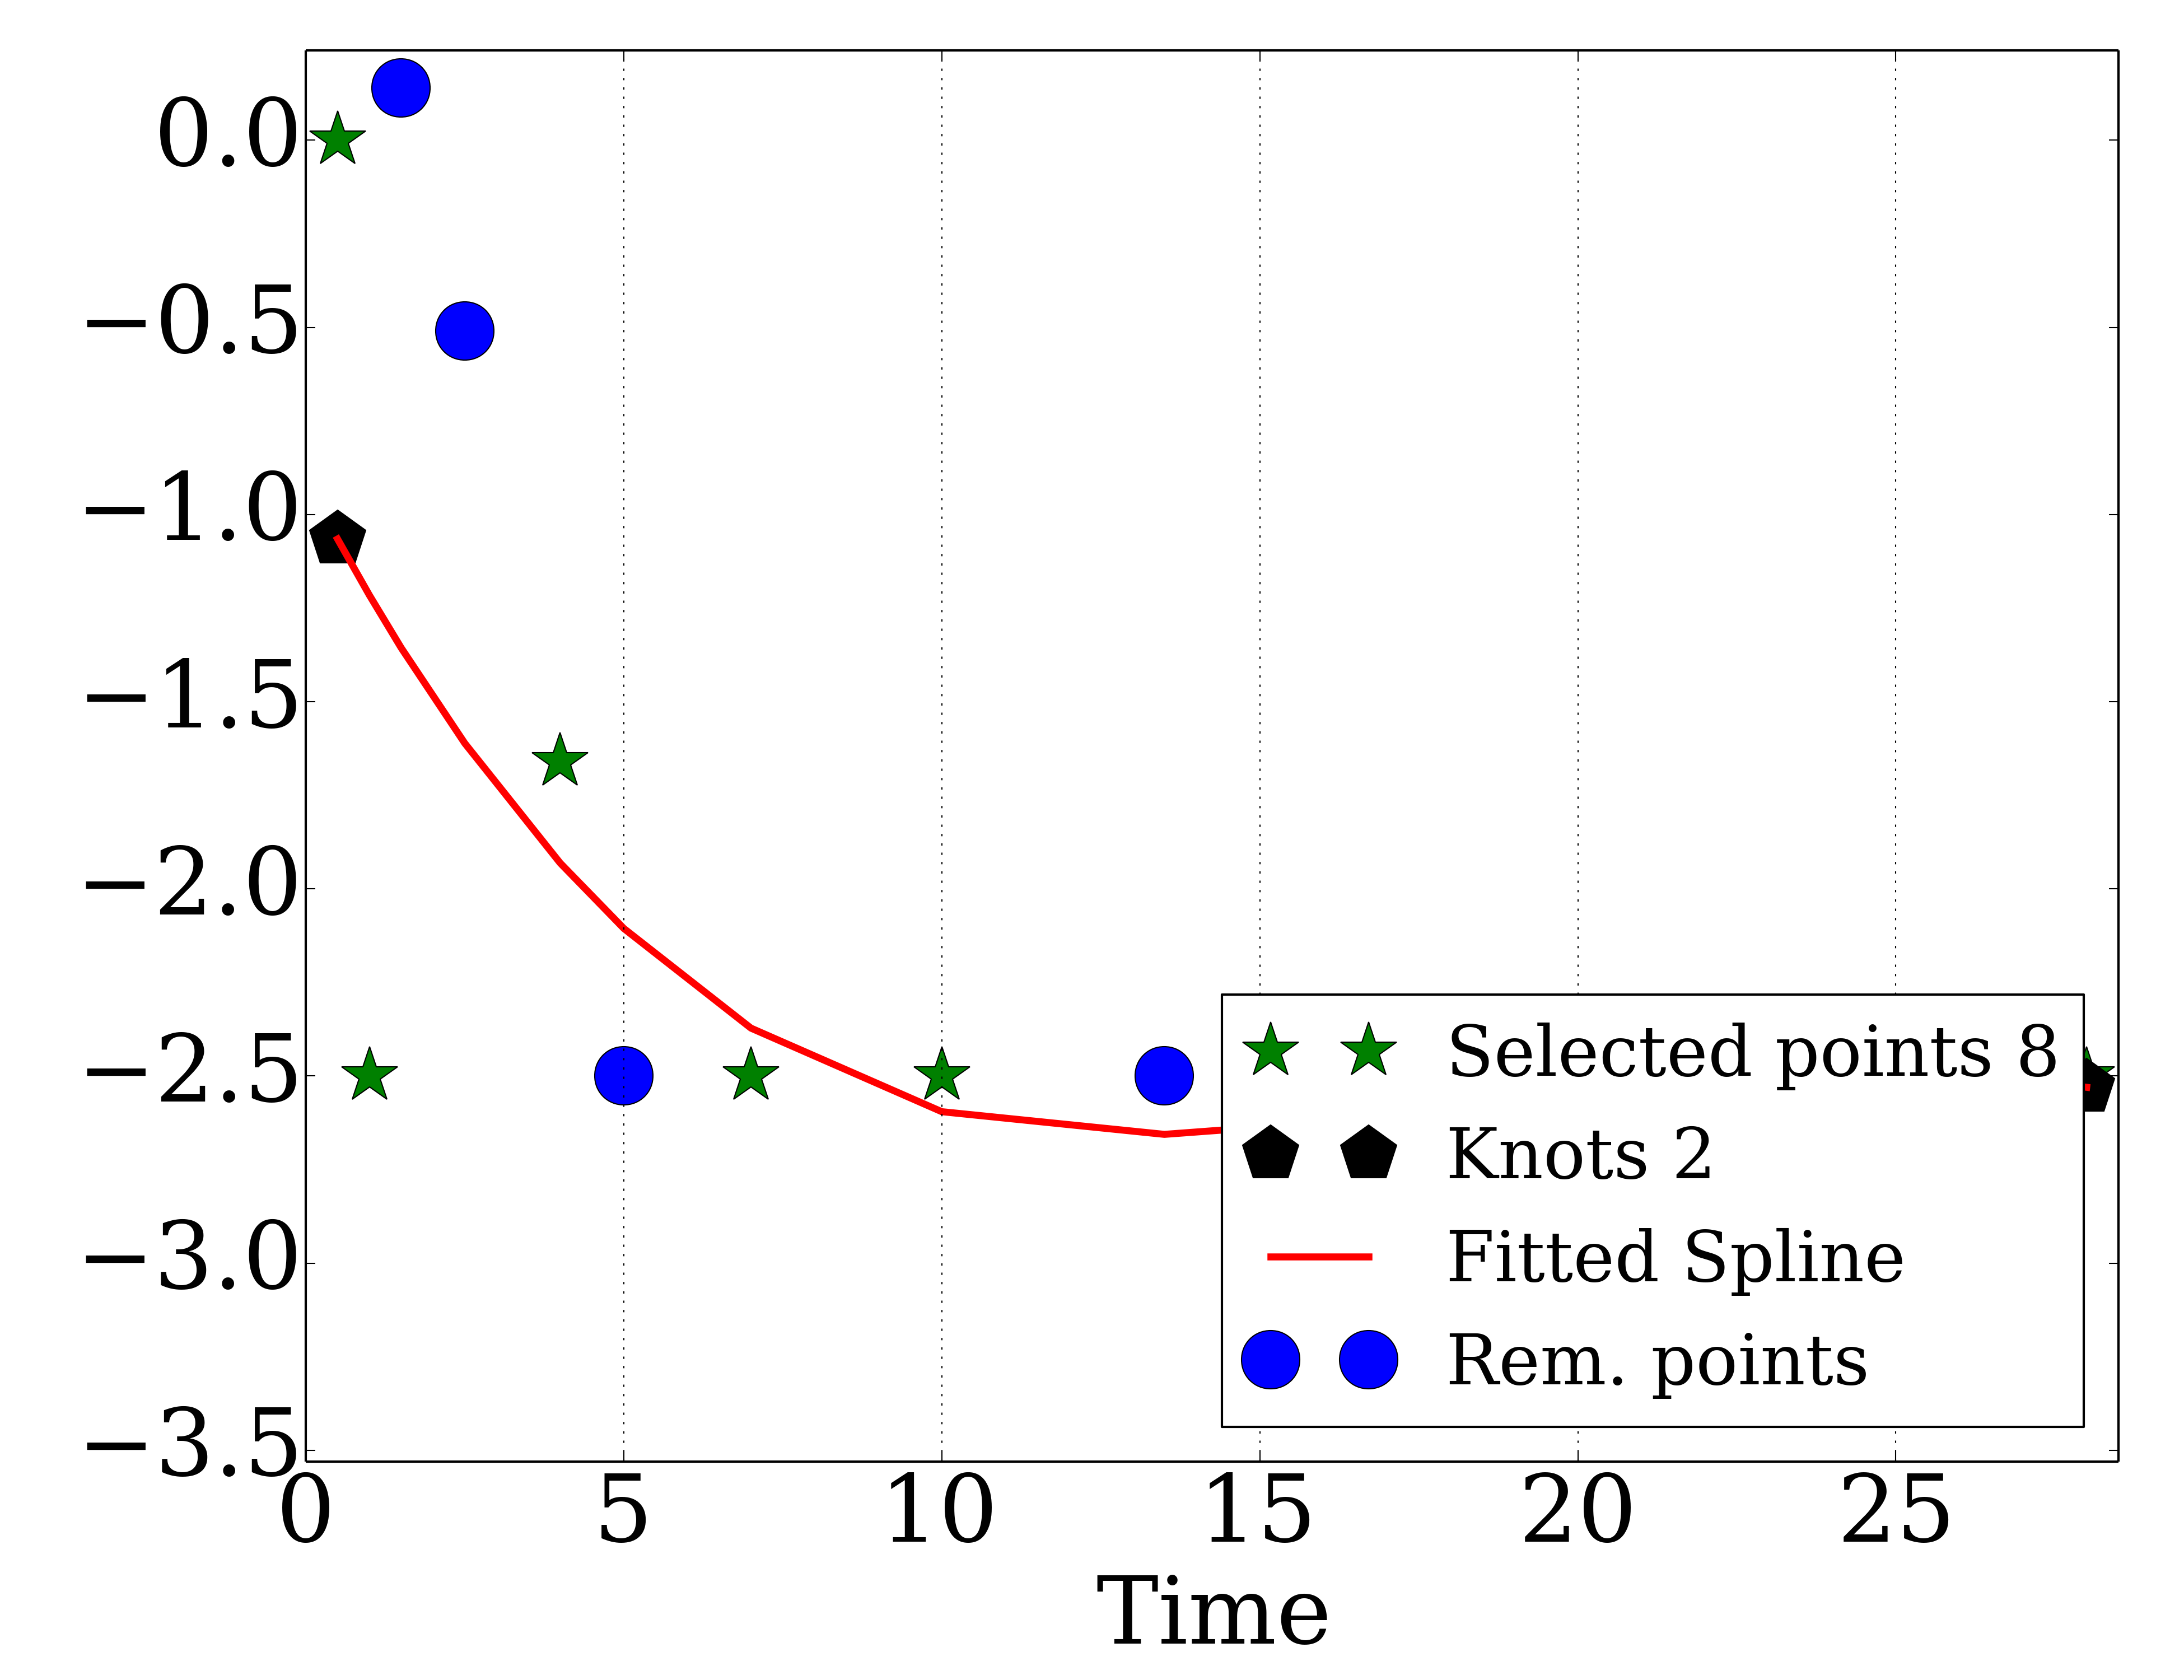 0.0
−0.5
−1.0
−1.5
−2.0
−2.5
−3.0
−3.5
Selected points 8
Knots 2
Fitted Spline
Rem. points
0 5 10 15 20 25
Time